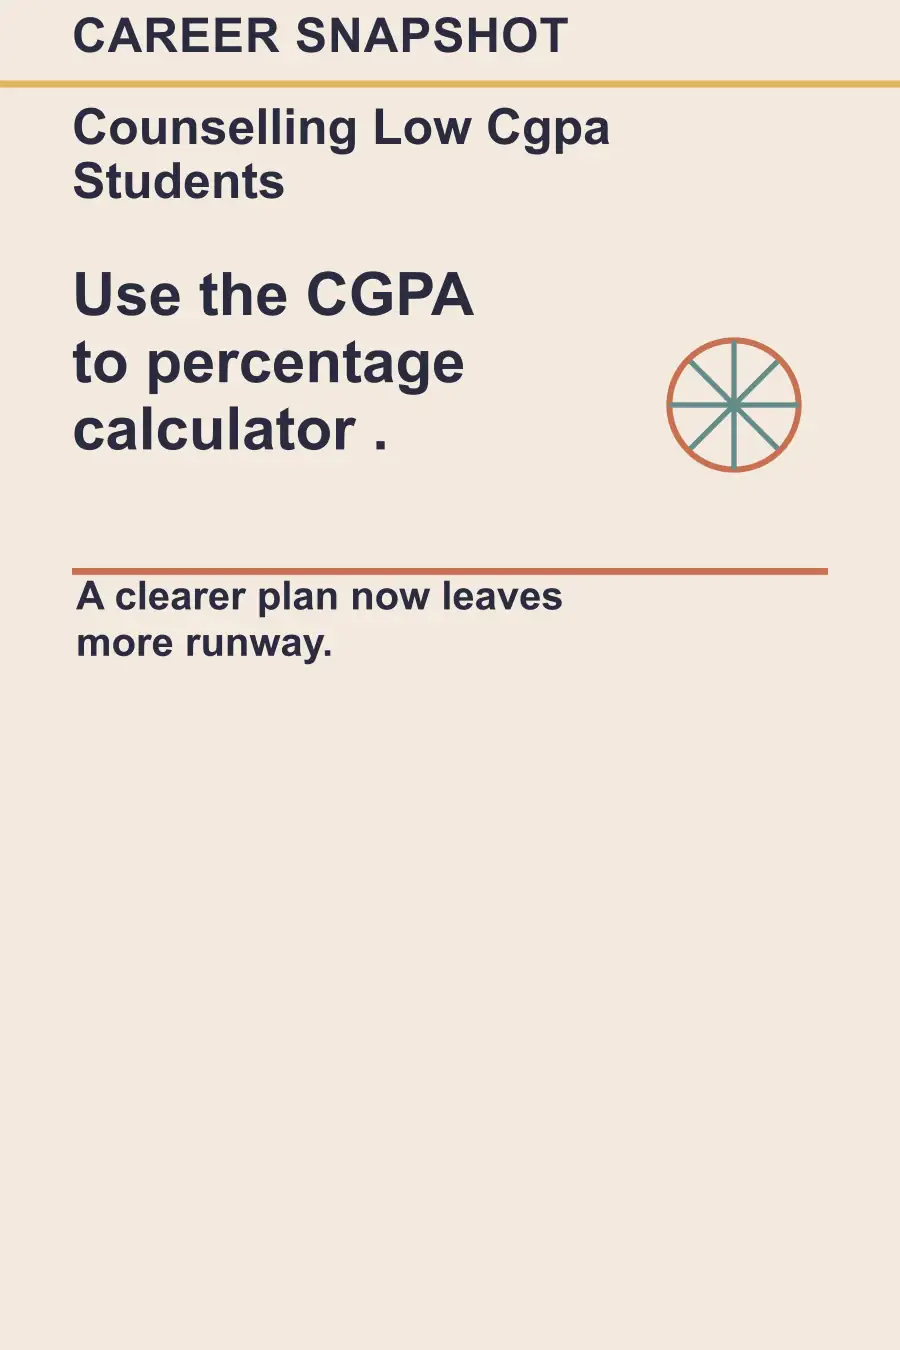 CAREER SNAPSHOT
Counselling Low Cgpa
Students
Use the CGPA
to percentage
calculator .
A clearer plan now leaves
more runway.